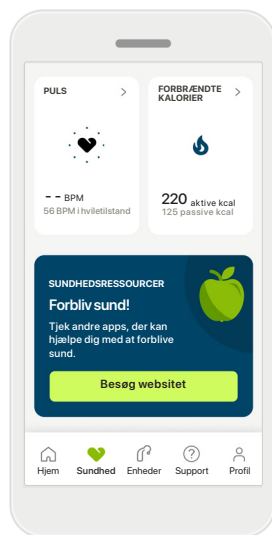 PULS
-- BPM
56 BPM i hviletilstand
FORBRÆNDTE
KALORIER
220 aktive kcal
125 passive kcal
SUNDHEDSRESSOURCER
Forbliv sund!
Tjek andre apps, der kan
hjælpe dig med at forblive
sund.
Besøg websitet
Hjem Sundhed Enheder Support Profil